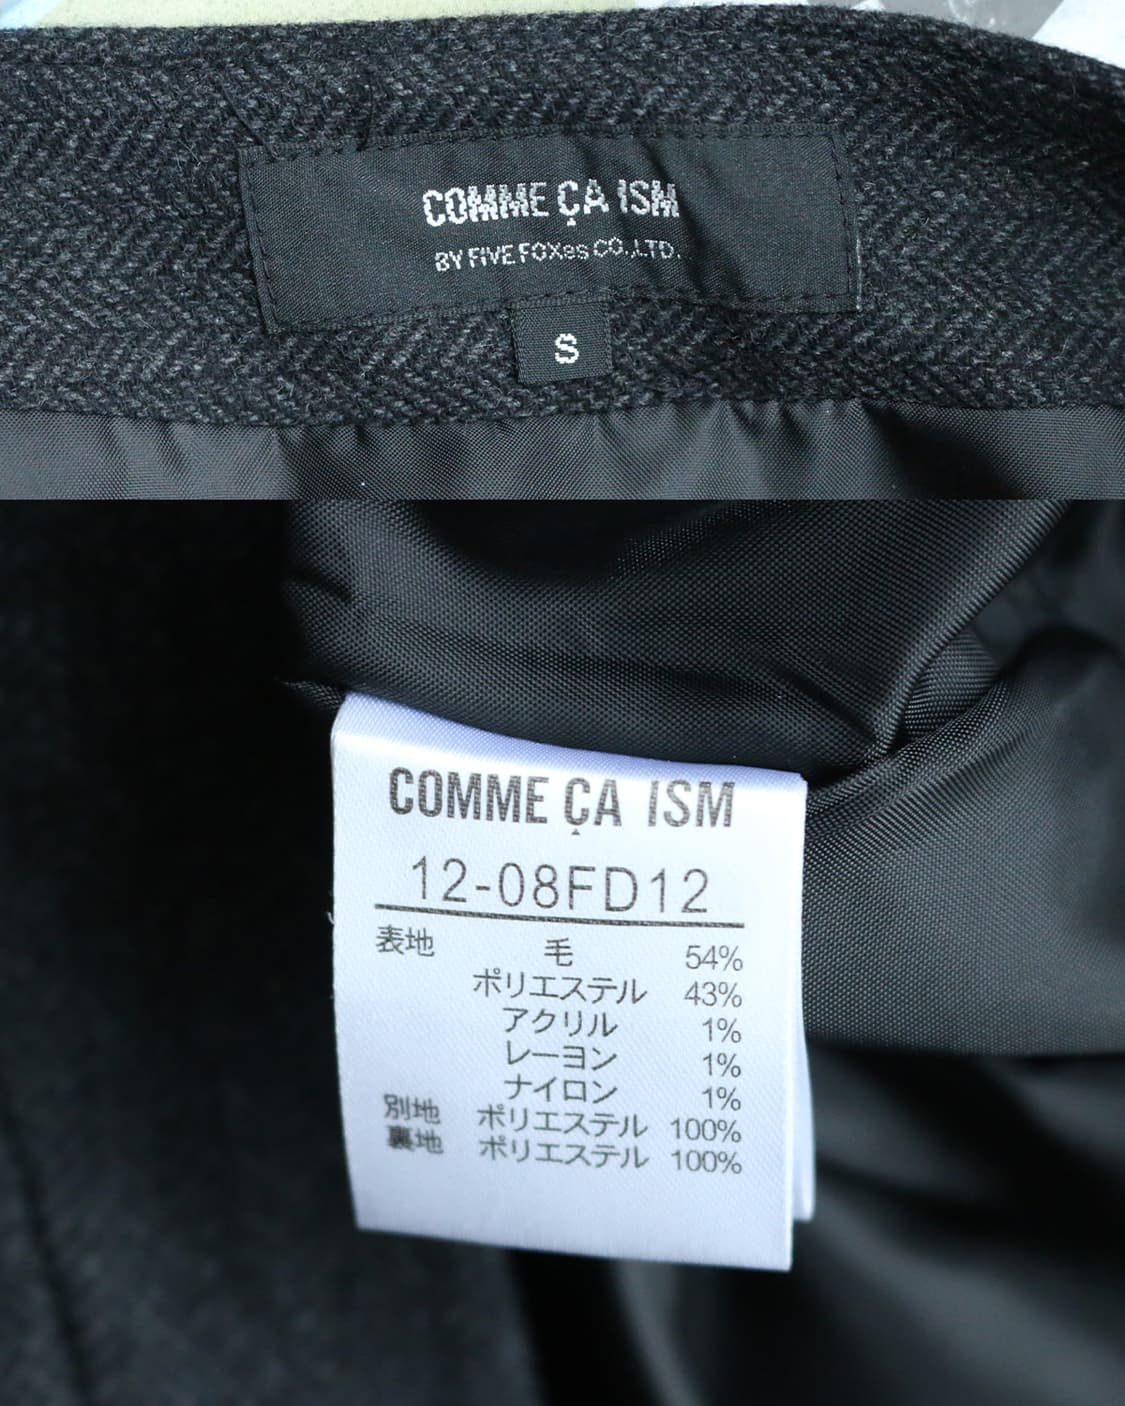 COMME ÇA ISM
BY FIVE FOXes CO.,LTD.
S
COMME ÇA ISM
12-08FD12
表地 毛 54%
ポリエステル 43%
アクリル 1%
レーヨン 1%
ナイロン 1%
別地 ポリエステル 100%
裏地 ポリエステル 100%